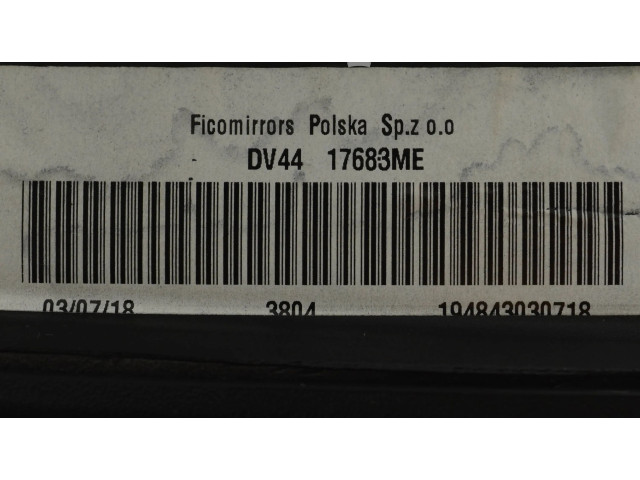 Ficomirrors Polska Sp.z o.o
DV44 17683ME
03/07/18 3804 194843030718